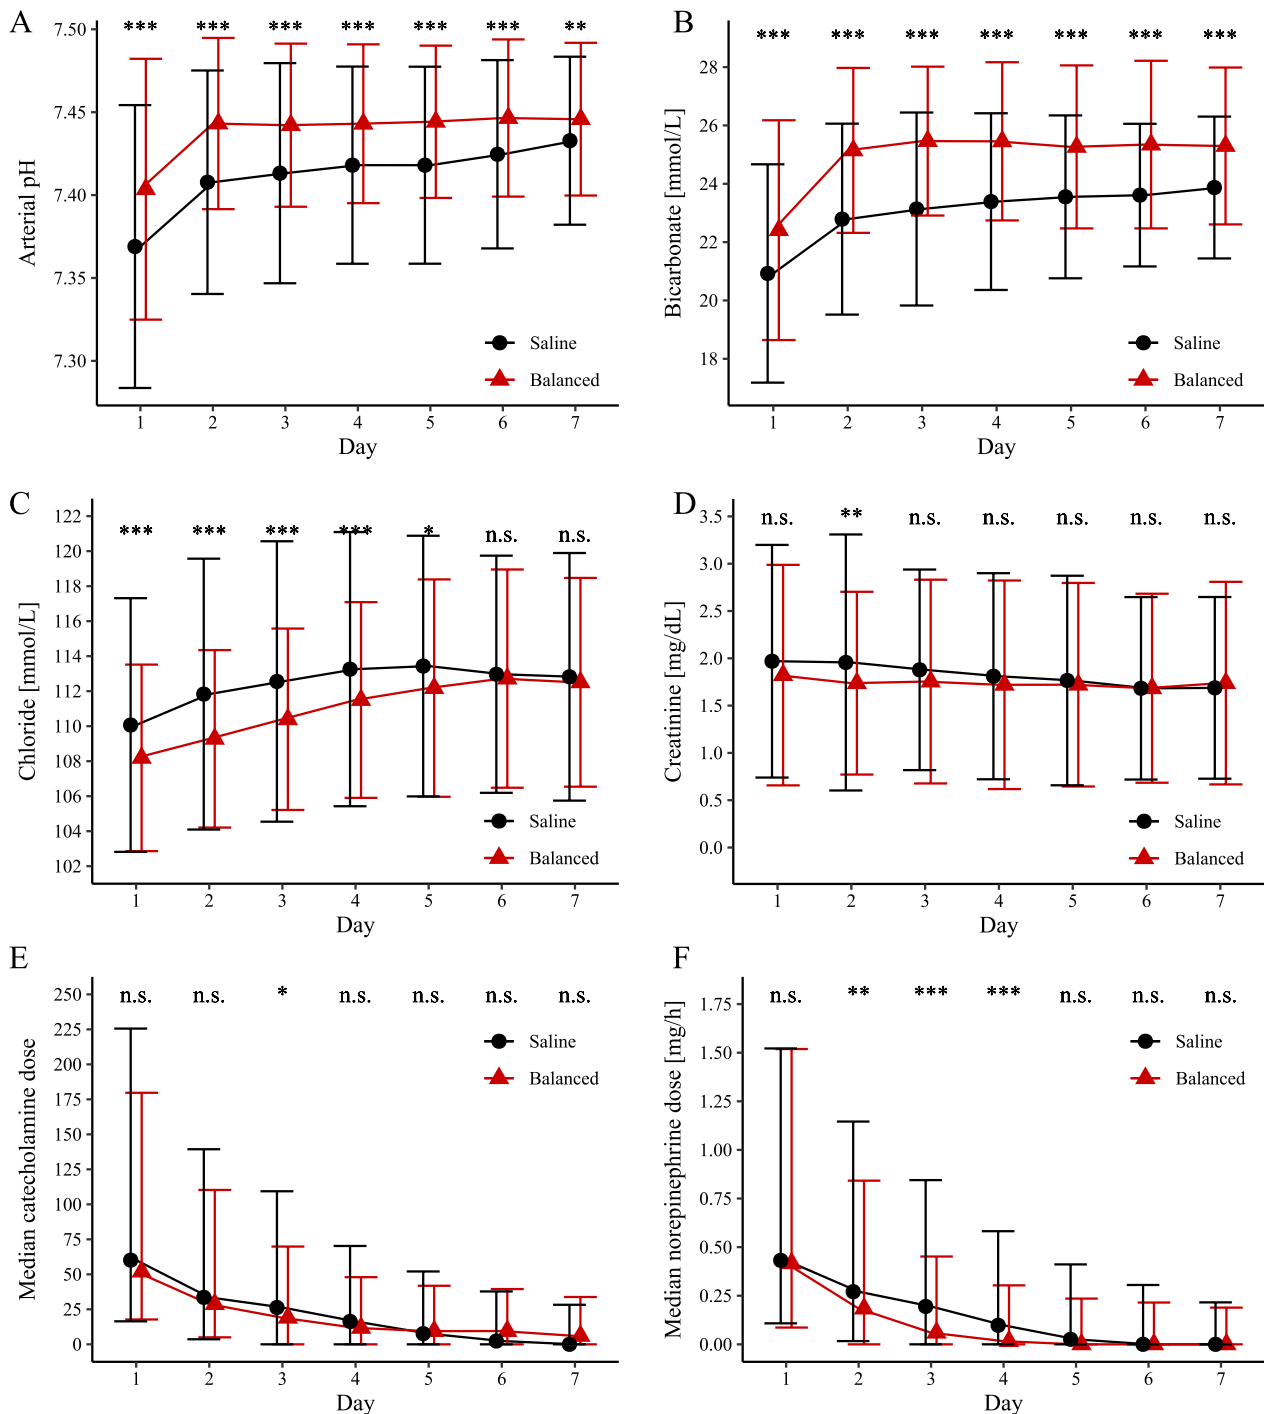 A
*** *** *** *** *** *** **
7.50
7.45
7.40
7.35
7.30
Arterial pH
Saline
Balanced
1 2 3 4 5 6 7
Day
B
*** *** *** *** *** *** ***
28
26
24
22
20
18
Bicarbonate [mmol/L]
Saline
Balanced
1 2 3 4 5 6 7
Day
C
*** *** *** *** * n.s. n.s.
122
120
118
116
114
112
110
108
106
104
102
Chloride [mmol/L]
Saline
Balanced
1 2 3 4 5 6 7
Day
D
n.s. ** n.s. n.s. n.s. n.s. n.s.
3.5
3.0
2.5
2.0
1.5
1.0
0.5
0.0
Creatinine [mg/dL]
Saline
Balanced
1 2 3 4 5 6 7
Day
E
n.s. n.s. * n.s. n.s. n.s. n.s.
250
225
200
175
150
125
100
75
50
25
0
Median catecholamine dose
Saline
Balanced
1 2 3 4 5 6 7
Day
F
n.s. ** *** *** n.s. n.s. n.s.
1.75
1.50
1.25
1.00
0.75
0.50
0.25
0.00
Median norepinephrine dose [mg/h]
Saline
Balanced
1 2 3 4 5 6 7
Day